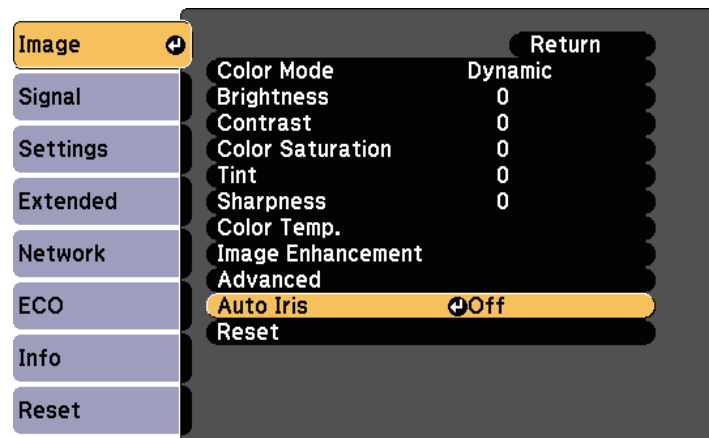 Image
Signal
Settings
Extended
Network
ECO
Info
Reset
Return
Color Mode Dynamic
Brightness 0
Contrast 0
Color Saturation 0
Tint 0
Sharpness 0
Color Temp.
Image Enhancement
Advanced
Auto Iris Off
Reset